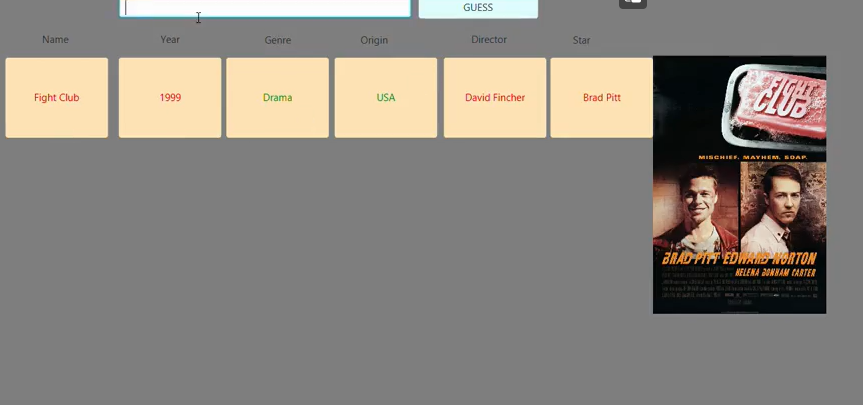 GUESS
Name Year Genre Origin Director Star
Fight Club 1999 Drama USA David Fincher Brad Pitt
FIGHT CLUB
MISCHIEF. MAYHEM. SOAP.
BRAD PITT EDWARD NORTON
HELENA BONHAM CARTER